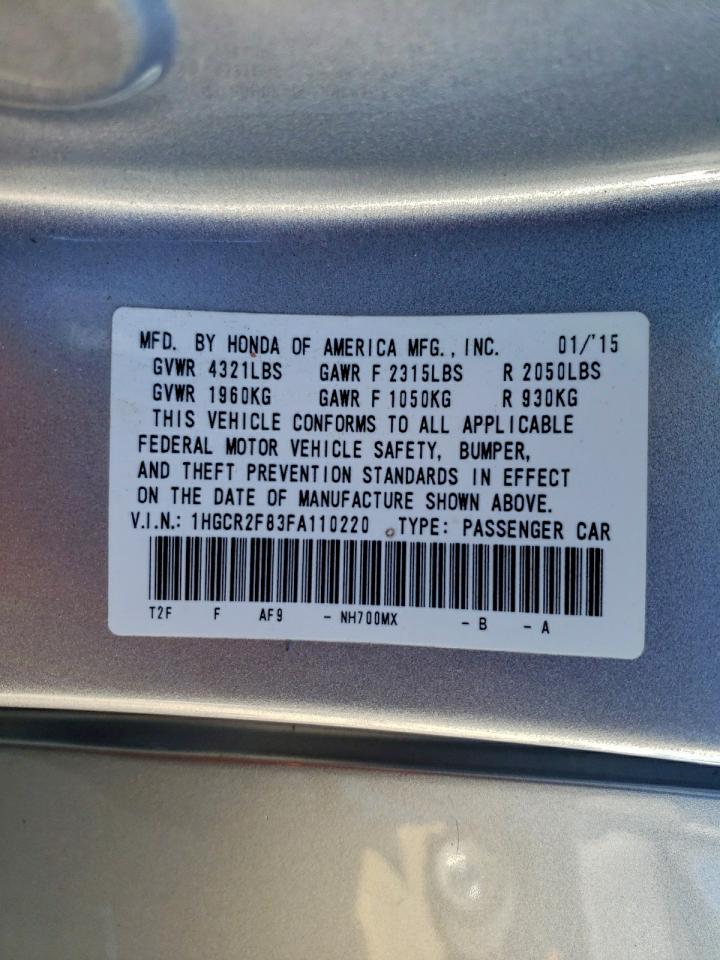 MFD. BY HONDA OF AMERICA MFG., INC. 01/'15
GVWR 4321LBS GAWR F 2315LBS R 2050LBS
GVWR 1960KG GAWR F 1050KG R 930KG
THIS VEHICLE CONFORMS TO ALL APPLICABLE
FEDERAL MOTOR VEHICLE SAFETY, BUMPER,
AND THEFT PREVENTION STANDARDS IN EFFECT
ON THE DATE OF MANUFACTURE SHOWN ABOVE.
V.I.N.: 1HGCR2F83FA110220 TYPE: PASSENGER CAR
T2F F AF9 - NH700MX - B - A